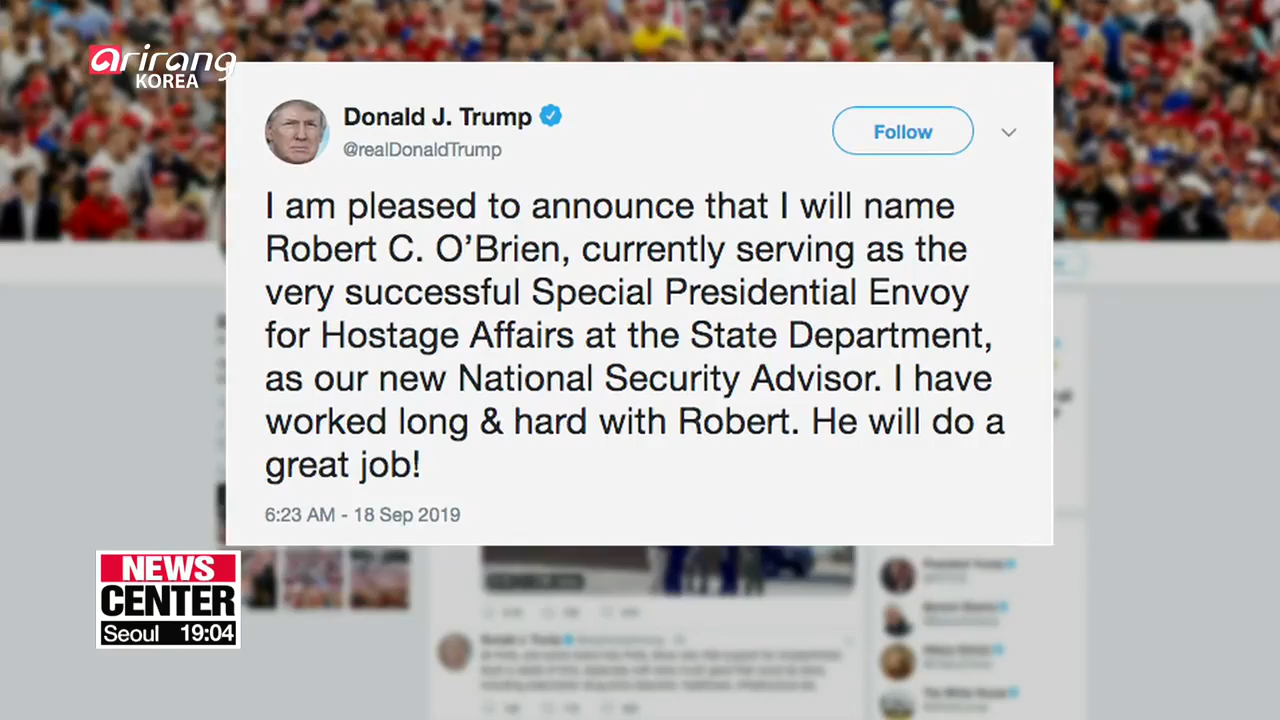 arirang
KOREA
Donald J. Trump
@realDonaldTrump
Follow
I am pleased to announce that I will name
Robert C. O’Brien, currently serving as the
very successful Special Presidential Envoy
for Hostage Affairs at the State Department,
as our new National Security Advisor. I have
worked long & hard with Robert. He will do a
great job!
6:23 AM - 18 Sep 2019
NEWS
CENTER
Seoul 19:04
Donald J. Trump